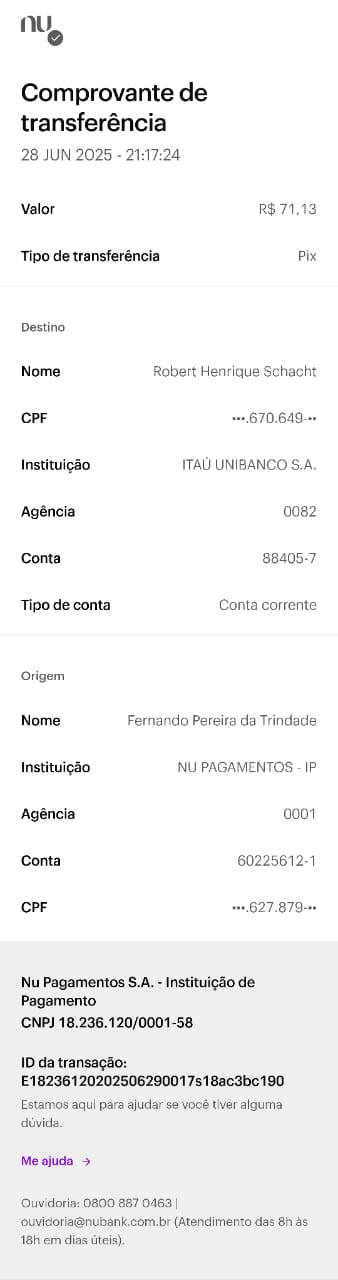 nu
Comprovante de
transferência
28 JUN 2025 - 21:17:24
Valor R$ 71,13
Tipo de transferência Pix
Destino
Nome Robert Henrique Schacht
CPF •••.670.649-••
Instituição ITAÚ UNIBANCO S.A.
Agência 0082
Conta 88405-7
Tipo de conta Conta corrente
Origem
Nome Fernando Pereira da Trindade
Instituição NU PAGAMENTOS - IP
Agência 0001
Conta 60225612-1
CPF •••.627.879-••
Nu Pagamentos S.A. - Instituição de
Pagamento
CNPJ 18.236.120/0001-58
ID da transação:
E18236120202506290017s18ac3bc190
Estamos aqui para ajudar se você tiver alguma
dúvida.
Me ajuda →
Ouvidoria: 0800 887 0463 |
ouvidoria@nubank.com.br (Atendimento das 8h às
18h em dias úteis).